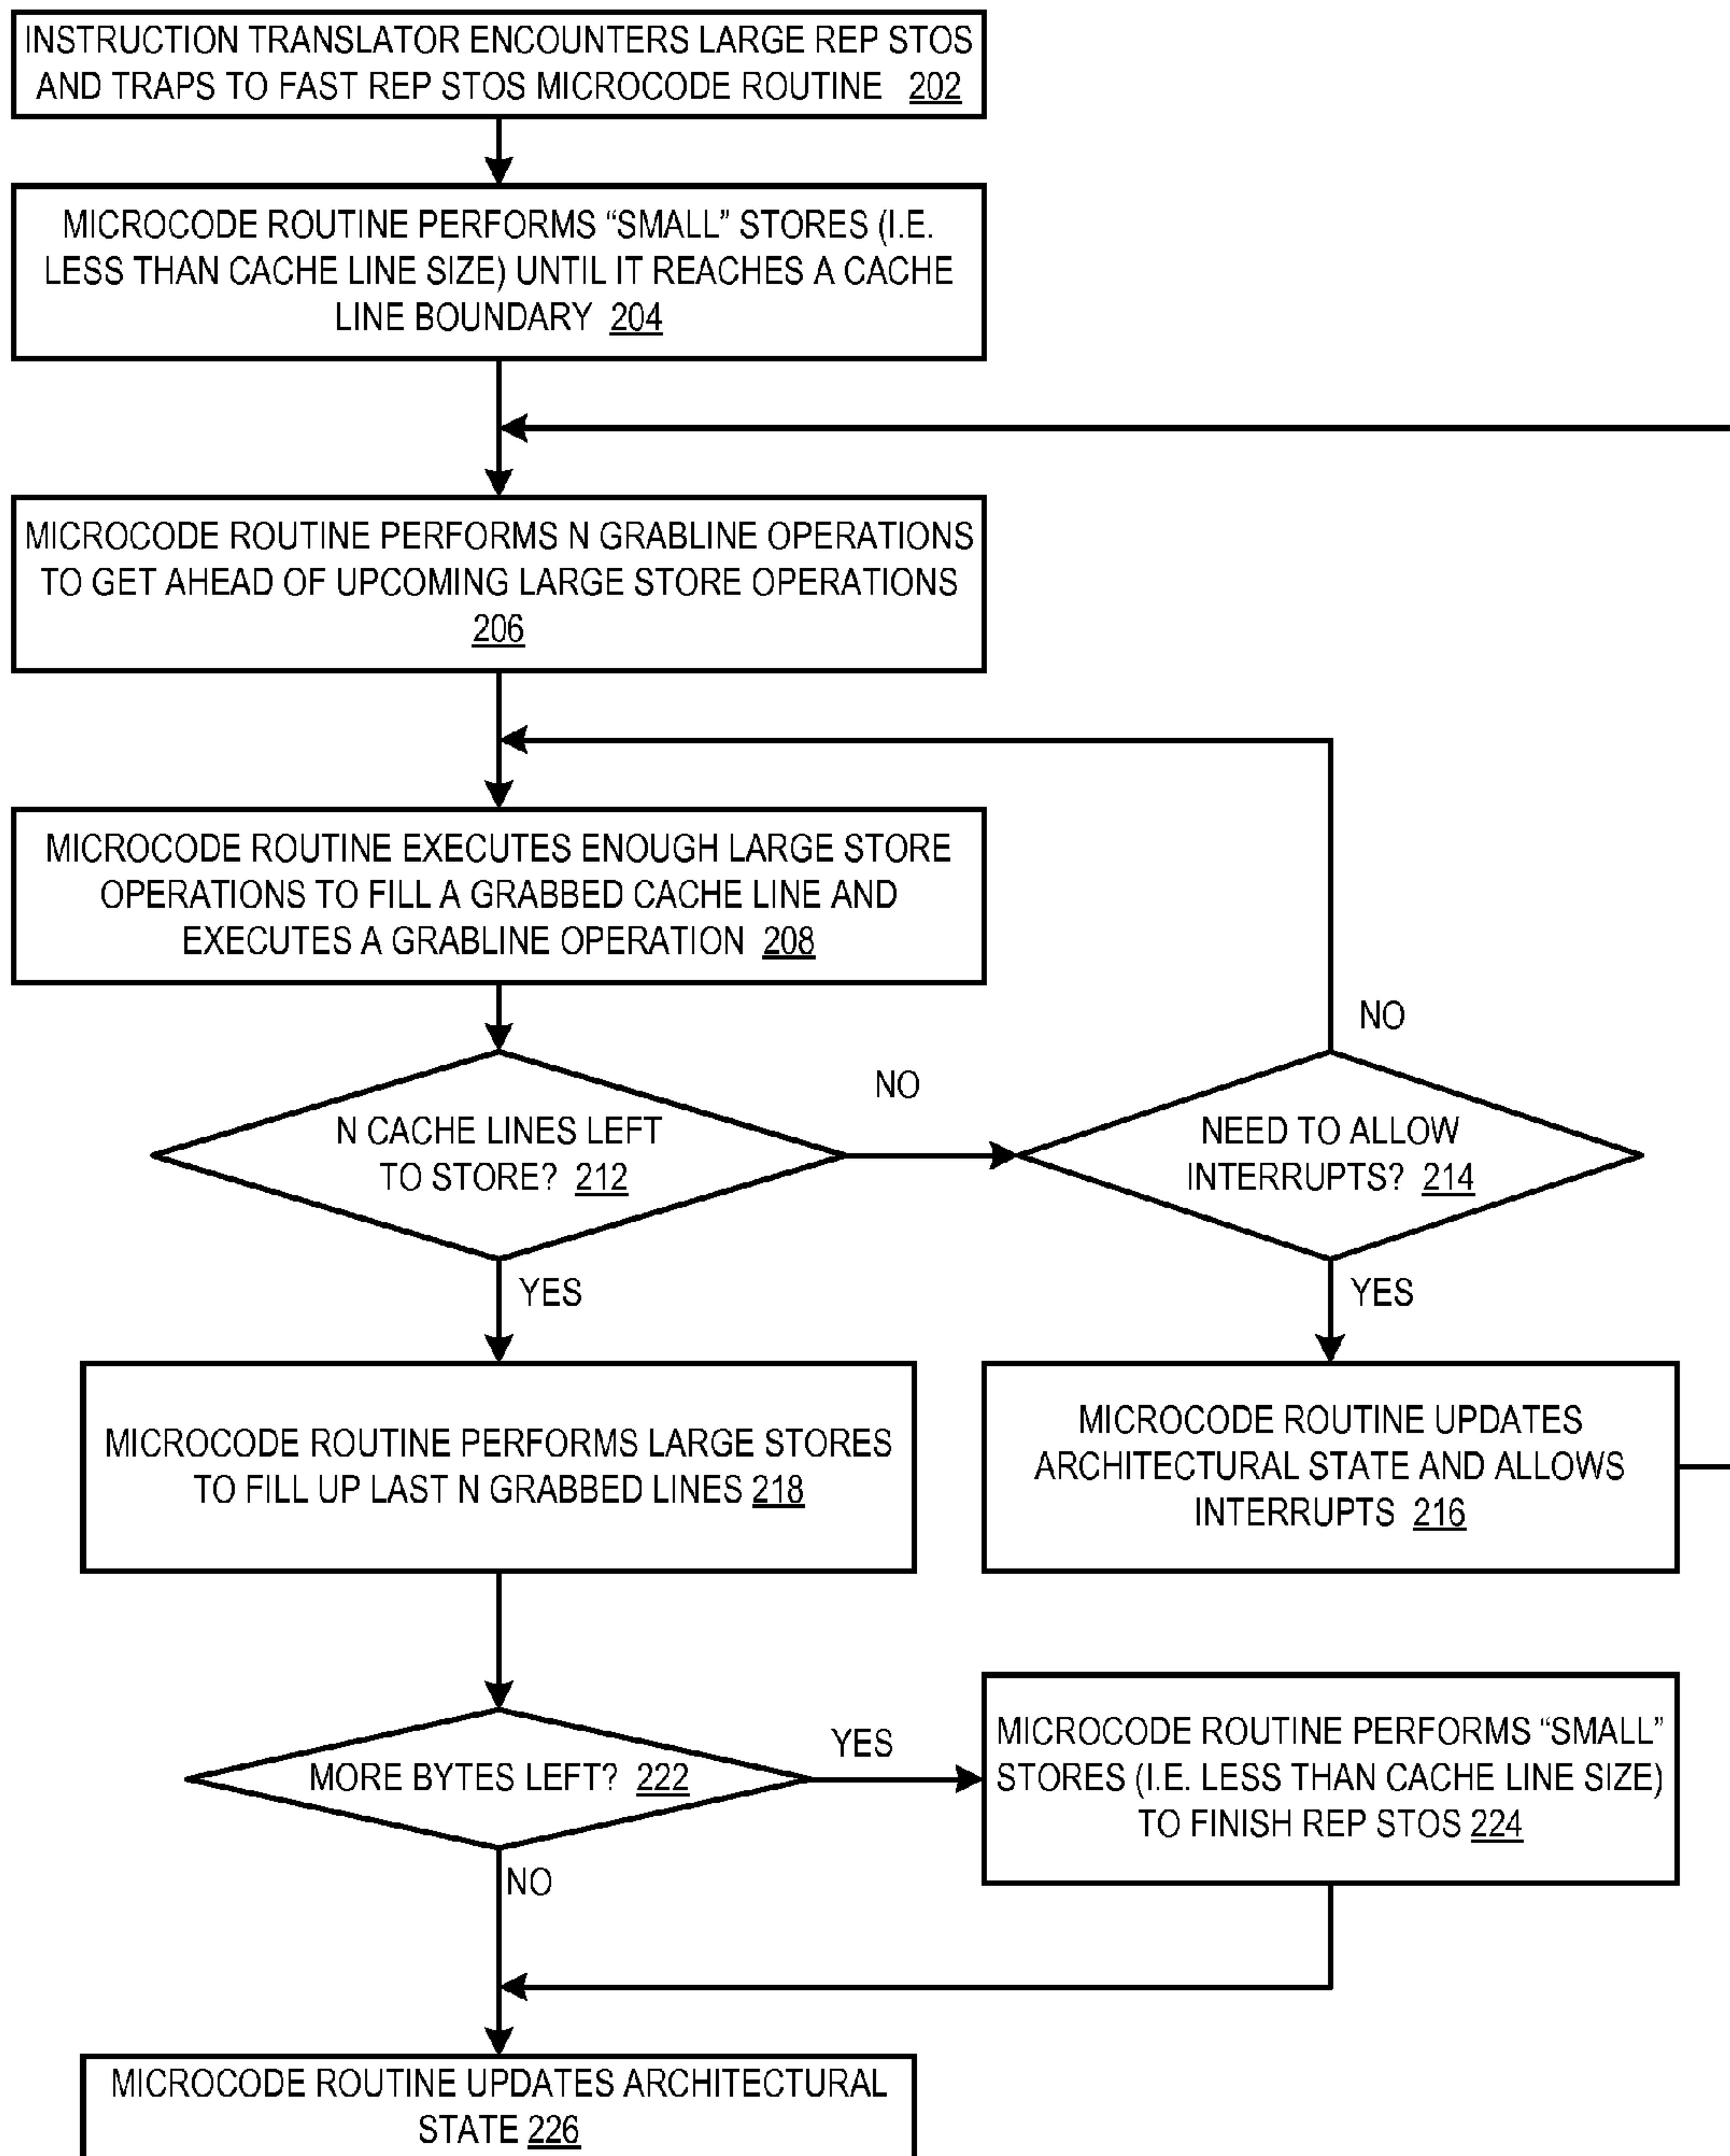 INSTRUCTION TRANSLATOR ENCOUNTERS LARGE REP STOS
AND TRAPS TO FAST REP STOS MICROCODE ROUTINE 202
MICROCODE ROUTINE PERFORMS “SMALL” STORES (I.E.
LESS THAN CACHE LINE SIZE) UNTIL IT REACHES A CACHE
LINE BOUNDARY 204
MICROCODE ROUTINE PERFORMS N GRABLINE OPERATIONS
TO GET AHEAD OF UPCOMING LARGE STORE OPERATIONS
206
MICROCODE ROUTINE EXECUTES ENOUGH LARGE STORE
OPERATIONS TO FILL A GRABBED CACHE LINE AND
EXECUTES A GRABLINE OPERATION 208
NO
NO
N CACHE LINES LEFT
TO STORE? 212
NEED TO ALLOW
INTERRUPTS? 214
YES
YES
MICROCODE ROUTINE PERFORMS LARGE STORES
TO FILL UP LAST N GRABBED LINES 218
MICROCODE ROUTINE UPDATES
ARCHITECTURAL STATE AND ALLOWS
INTERRUPTS 216
MORE BYTES LEFT? 222
YES
MICROCODE ROUTINE PERFORMS “SMALL”
STORES (I.E. LESS THAN CACHE LINE SIZE)
TO FINISH REP STOS 224
NO
MICROCODE ROUTINE UPDATES ARCHITECTURAL
STATE 226